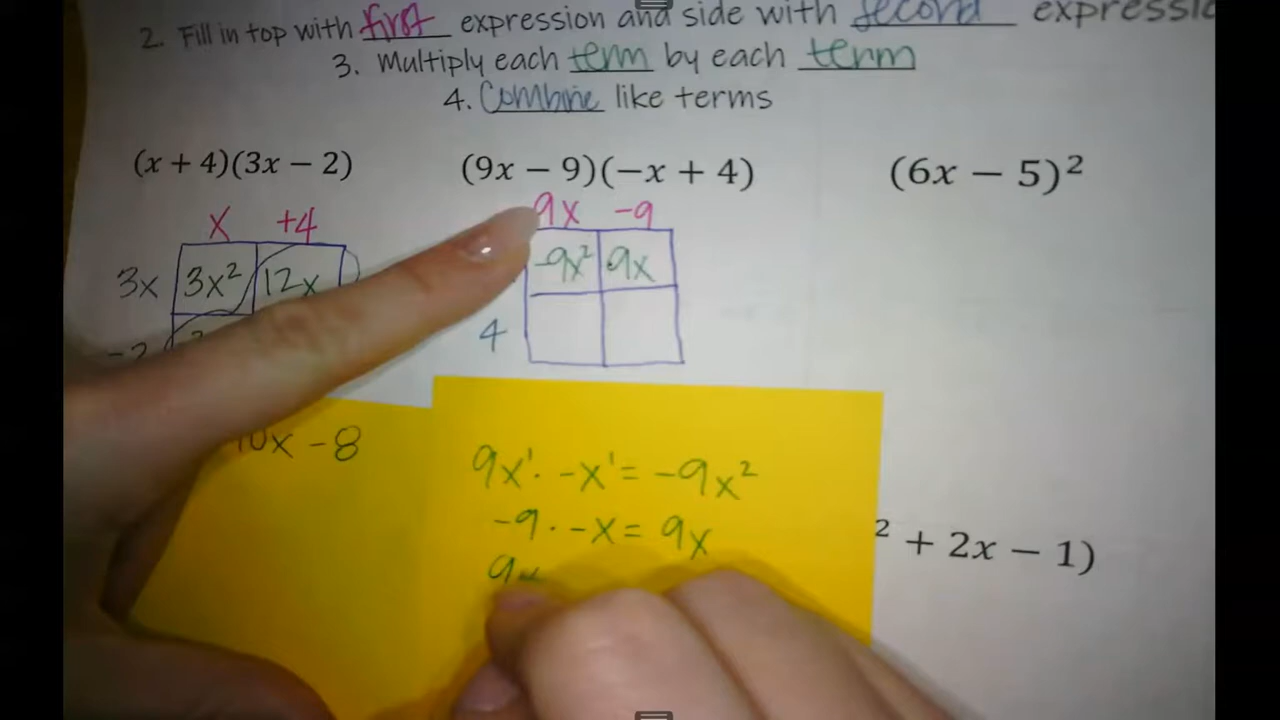 2. Fill in top with first expression and side with second
3. Multiply each term by each term
4. Combine like terms
(x + 4)(3x − 2)
(9x − 9)(−x + 4)
(6x − 5)²
x +4
9x -9
3x 3x² 12x
-9x² 9x
-2
4
10x - 8
9x¹ · -x¹ = -9x²
-9 · -x = 9x
² + 2x − 1)
9x